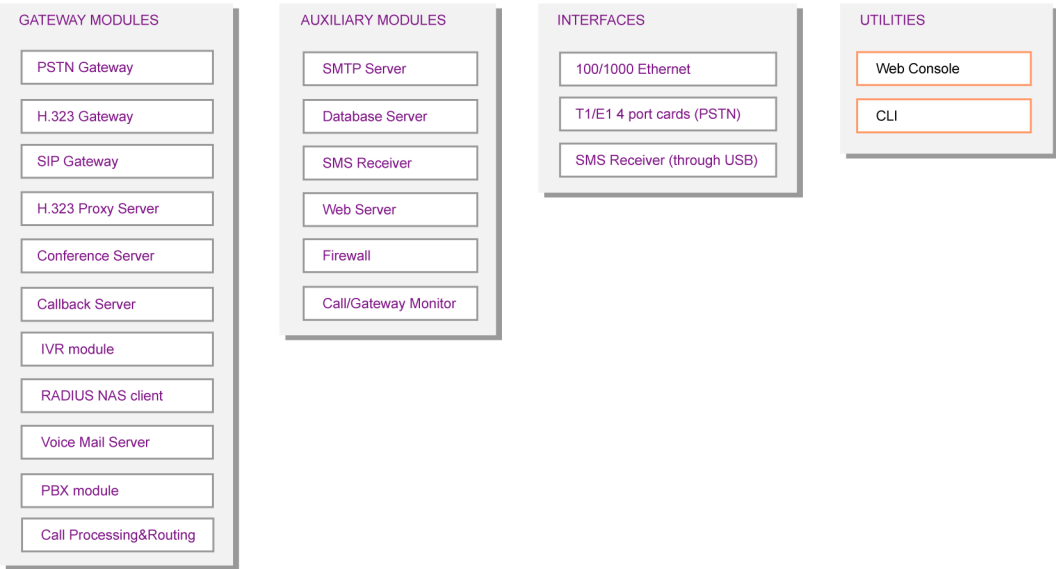 GATEWAY MODULES
PSTN Gateway
H.323 Gateway
SIP Gateway
H.323 Proxy Server
Conference Server
Callback Server
IVR module
RADIUS NAS client
Voice Mail Server
PBX module
Call Processing&Routing
AUXILIARY MODULES
SMTP Server
Database Server
SMS Receiver
Web Server
Firewall
Call/Gateway Monitor
INTERFACES
100/1000 Ethernet
T1/E1 4 port cards (PSTN)
SMS Receiver (through USB)
UTILITIES
Web Console
CLI